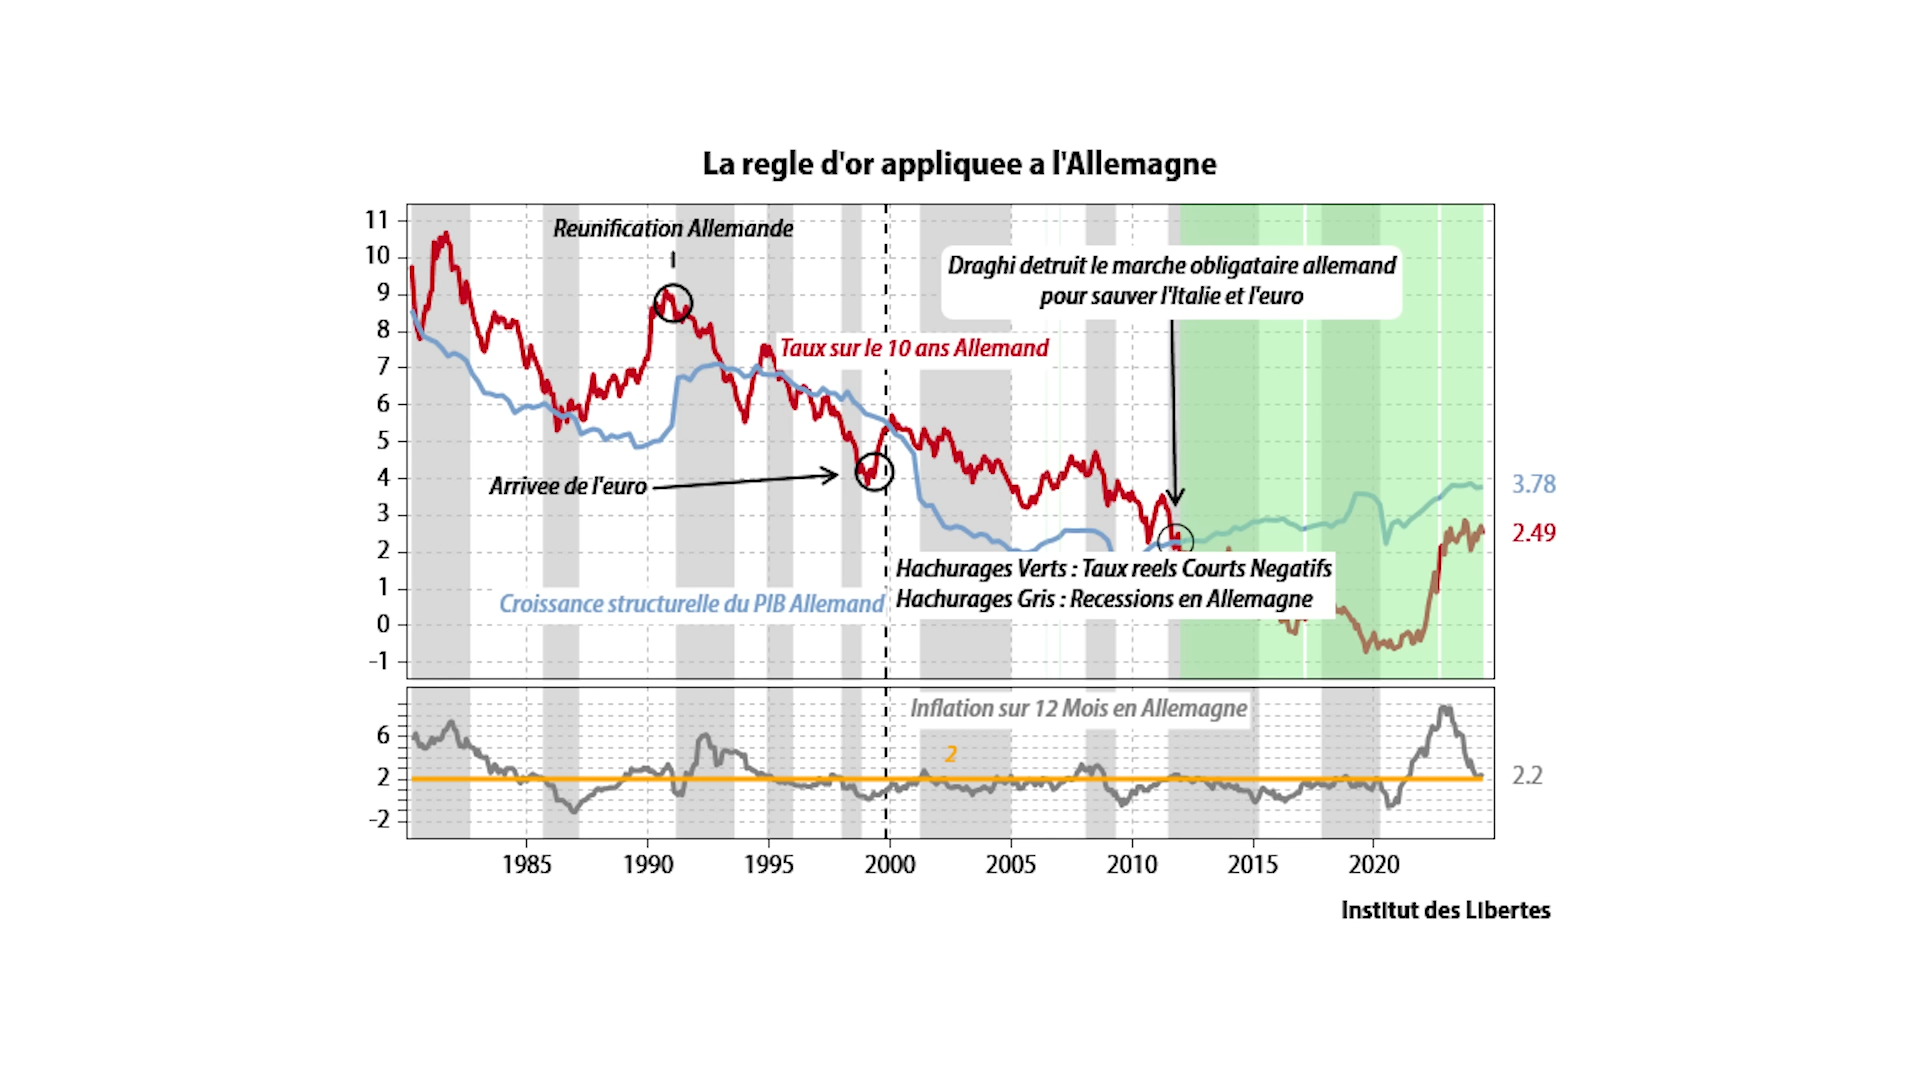 La regle d'or appliquee a l'Allemagne
11
10
9
8
7
6
5
4
3
2
1
0
-1
Reunification Allemande
Draghi detruit le marche obligataire allemand
pour sauver l'Italie et l'euro
Taux sur le 10 ans Allemand
Arrivee de l'euro
3.78
2.49
Hachurages Verts : Taux reels Courts Negatifs
Hachurages Gris : Recessions en Allemagne
Croissance structurelle du PIB Allemand
Inflation sur 12 Mois en Allemagne
6
2
-2
2
2.2
1985
1990
1995
2000
2005
2010
2015
2020
Institut des Libertes